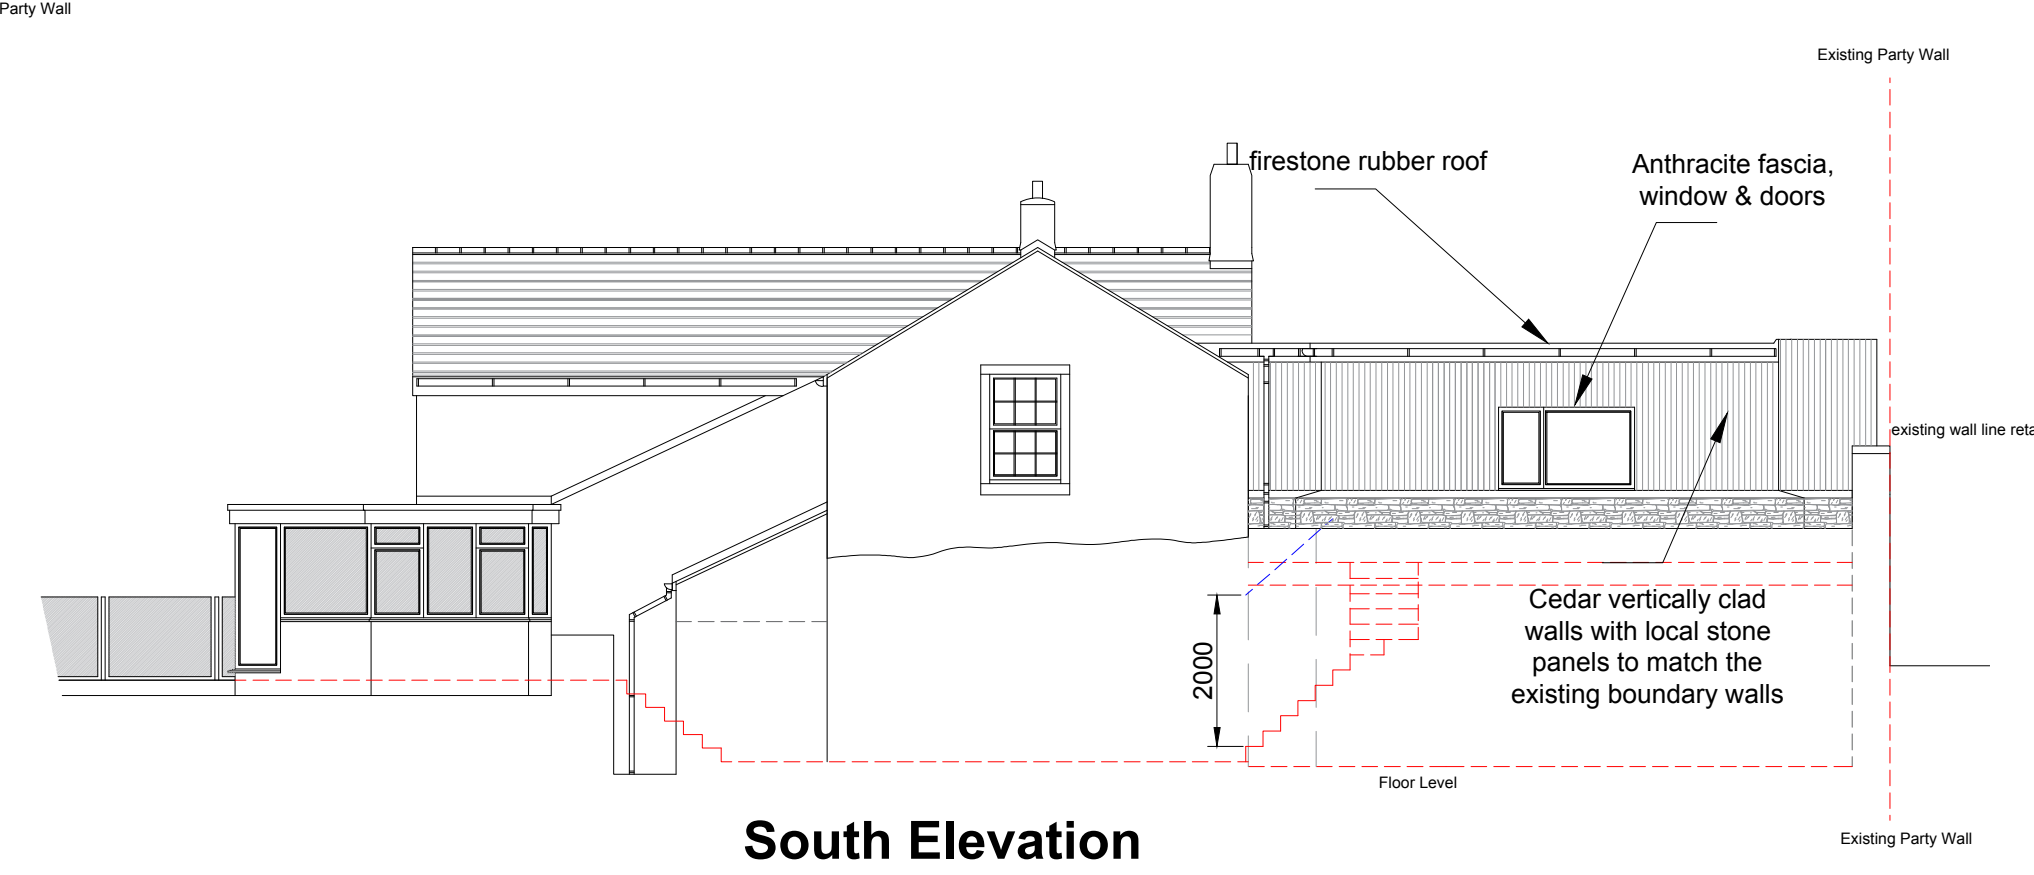 Party Wall
Existing Party Wall
firestone rubber roof
Anthracite fascia,
window & doors
existing wall line
2000
Cedar vertically clad
walls with local stone
panels to match the
existing boundary walls
Floor Level
South Elevation
Existing Party Wall